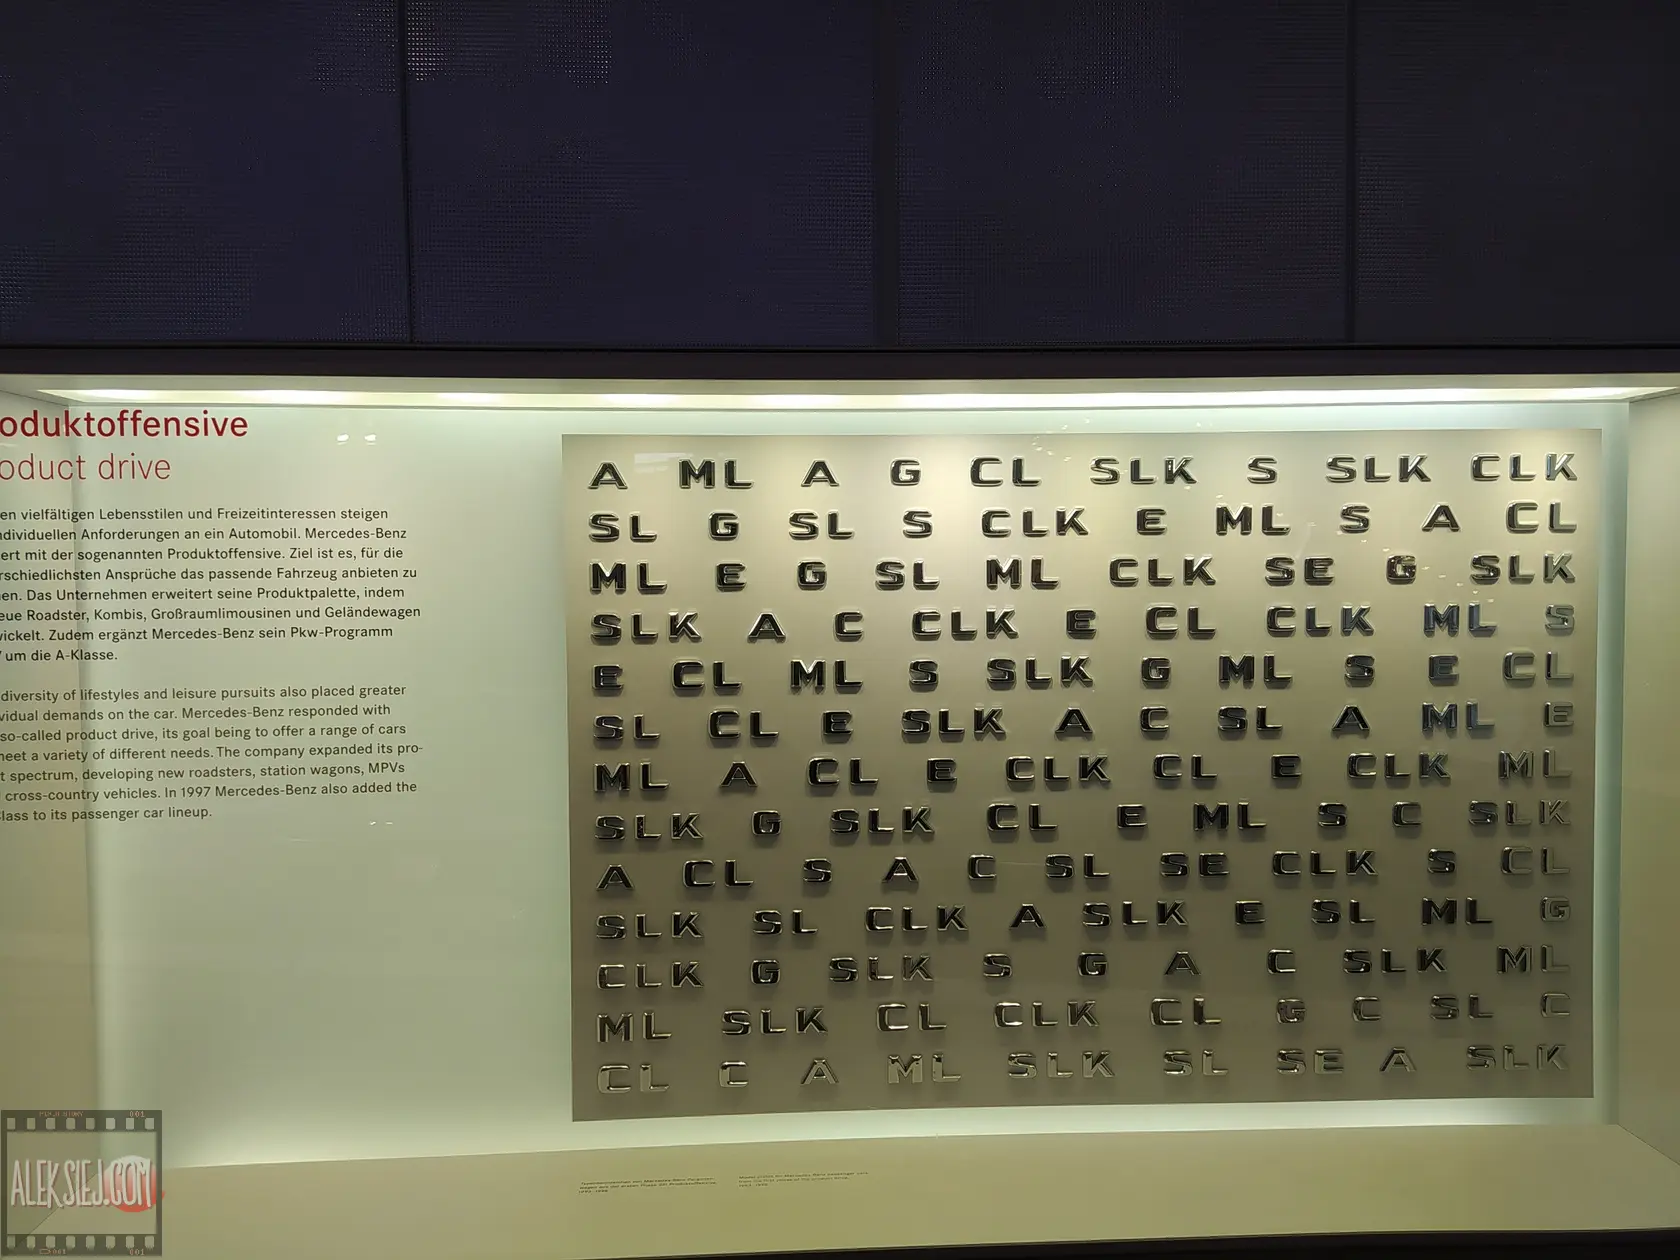 oduktoffensive
oduct drive
en vielfältigen Lebensstilen und Freizeitinteressen steigen
ndividuellen Anforderungen an ein Automobil. Mercedes-Benz
ert mit der sogenannten Produktoffensive. Ziel ist es, für die
rschiedlichsten Ansprüche das passende Fahrzeug anbieten zu
en. Das Unternehmen erweitert seine Produktpalette, indem
eue Roadster, Kombis, Großraumlimousinen und Geländewagen
wickelt. Zudem ergänzt Mercedes-Benz sein Pkw-Programm
um die A-Klasse.
diversity of lifestyles and leisure pursuits also placed greater
vidual demands on the car. Mercedes-Benz responded with
so-called product drive, its goal being to offer a range of cars
meet a variety of different needs. The company expanded its pro-
t spectrum, developing new roadsters, station wagons, MPVs
cross-country vehicles. In 1997 Mercedes-Benz also added the
lass to its passenger car lineup.
A ML A G CL SLK S SLK CLK
SL G SL S CLK E ML S A CL
ML E G SL ML CLK SE G SLK
SLK A C CLK E CL CLK ML S
E CL ML S SLK G ML S E CL
SL CL E SLK A C SL A ML E
ML A CL E CLK CL E CLK ML
SLK G SLK CL E ML S C SLK
A CL S A C SL SE CLK S CL
SLK SL CLK A SLK E SL ML G
CLK G SLK S G A C SLK ML
ML SLK CL CLK CL G C SL C
CL C A ML SLK SL SE A SLK
001
ALEKSIEJ.COM
001 001